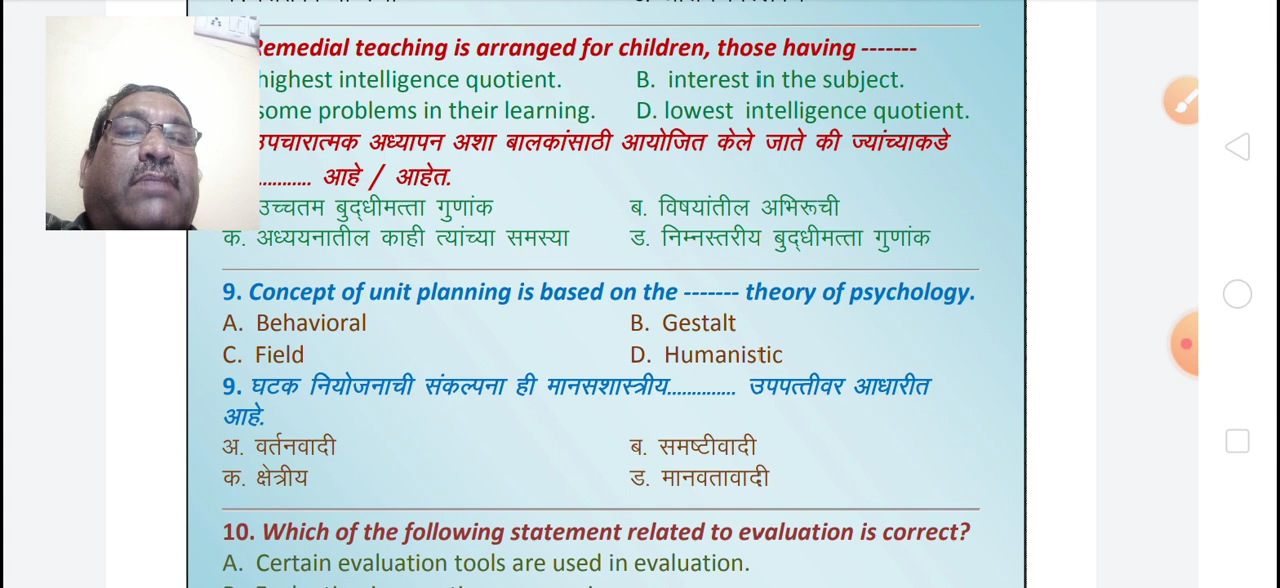 Remedial teaching is arranged for children, those having -------
highest intelligence quotient. B. interest in the subject.
some problems in their learning. D. lowest intelligence quotient.
उपचारात्मक अध्यापन अशा बालकांसाठी आयोजित केले जाते की ज्यांच्याकडे
............ आहे / आहेत.
उच्चतम बुद्धीमत्ता गुणांक ब. विषयांतील अभिरूची
क. अध्ययनातील काही त्यांच्या समस्या ड. निम्नस्तरीय बुद्धीमत्ता गुणांक
9. Concept of unit planning is based on the ------- theory of psychology.
A. Behavioral B. Gestalt
C. Field D. Humanistic
9. घटक नियोजनाची संकल्पना ही मानसशास्त्रीय.............. उपपत्तीवर आधारीत
आहे.
अ. वर्तनवादी ब. समष्टीवादी
क. क्षेत्रीय ड. मानवतावादी
10. Which of the following statement related to evaluation is correct?
A. Certain evaluation tools are used in evaluation.